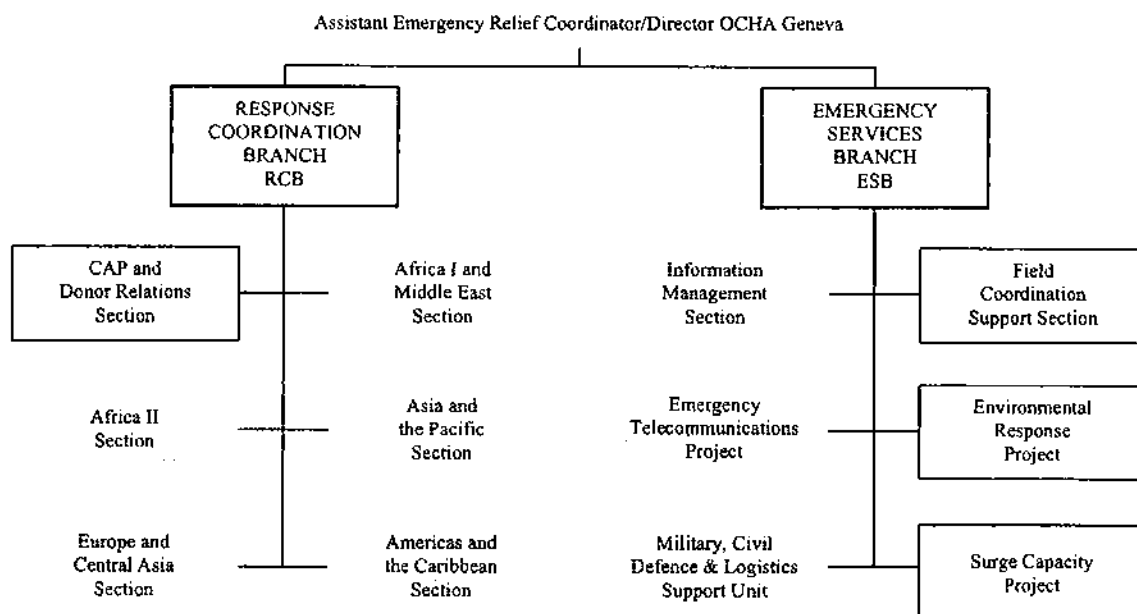 Assistant Emergency Relief Coordinator/Director OCHA Geneva
RESPONSE
COORDINATION
BRANCH
RCB
EMERGENCY
SERVICES
BRANCH
ESB
CAP and
Donor Relations
Section
Africa I and
Middle East
Section
Information
Management
Section
Field
Coordination
Support Section
Africa II
Section
Asia and
the Pacific
Section
Emergency
Telecommunications
Project
Environmental
Response
Project
Europe and
Central Asia
Section
Americas and
the Caribbean
Section
Military, Civil
Defence & Logistics
Support Unit
Surge Capacity
Project